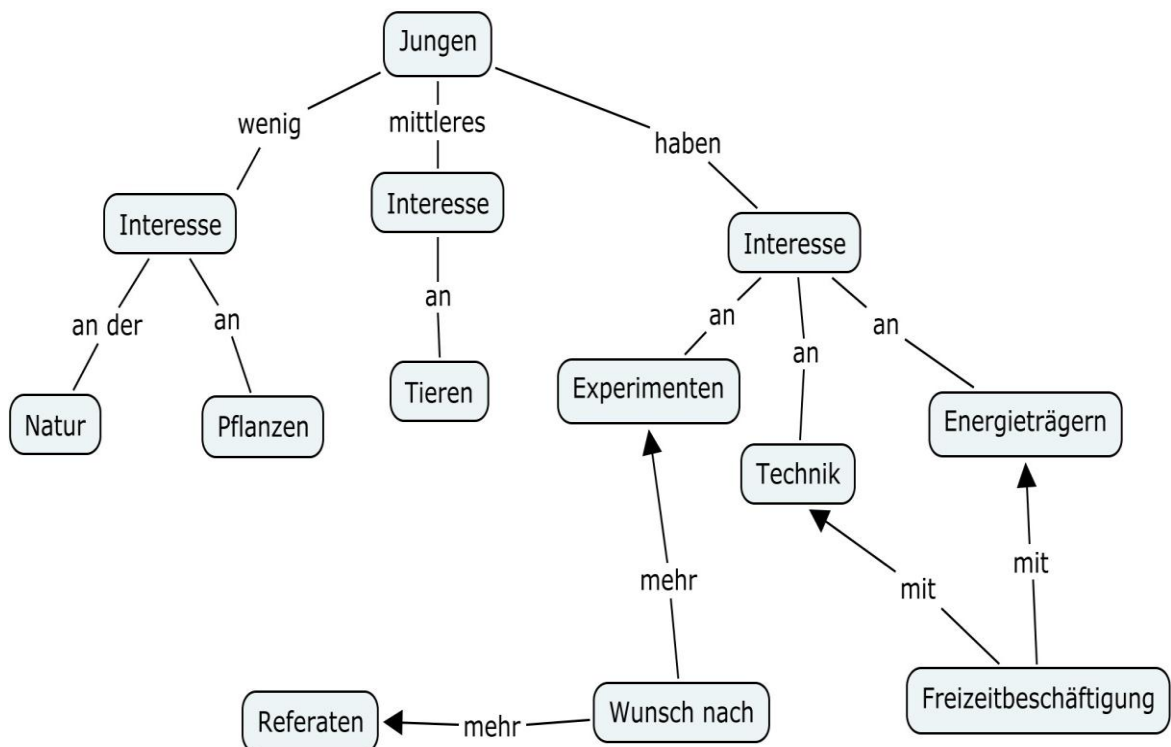 Jungen
wenig
mittleres
haben
Interesse
Interesse
Interesse
an der
an
an
an
an
an
Natur
Pflanzen
Tieren
Experimenten
Technik
Energieträgern
mehr
mit
mit
Referaten
mehr
Wunsch nach
Freizeitbeschäftigung